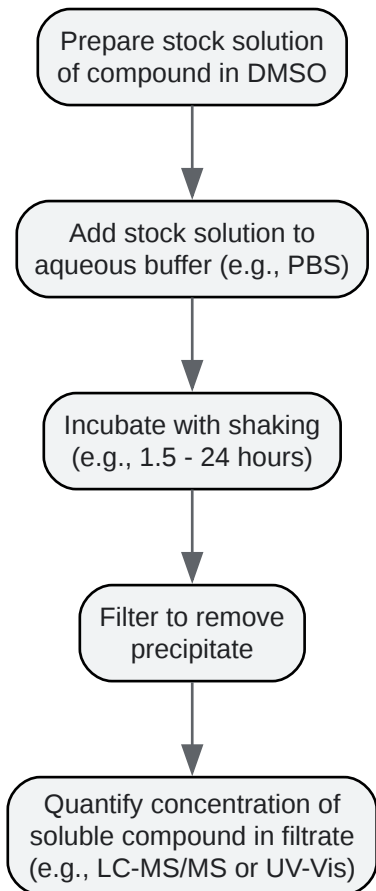 Prepare stock solution
of compound in DMSO
Add stock solution to
aqueous buffer (e.g., PBS)
Incubate with shaking
(e.g., 1.5 - 24 hours)
Filter to remove
precipitate
Quantify concentration of
soluble compound in filtrate
(e.g., LC-MS/MS or UV-Vis)